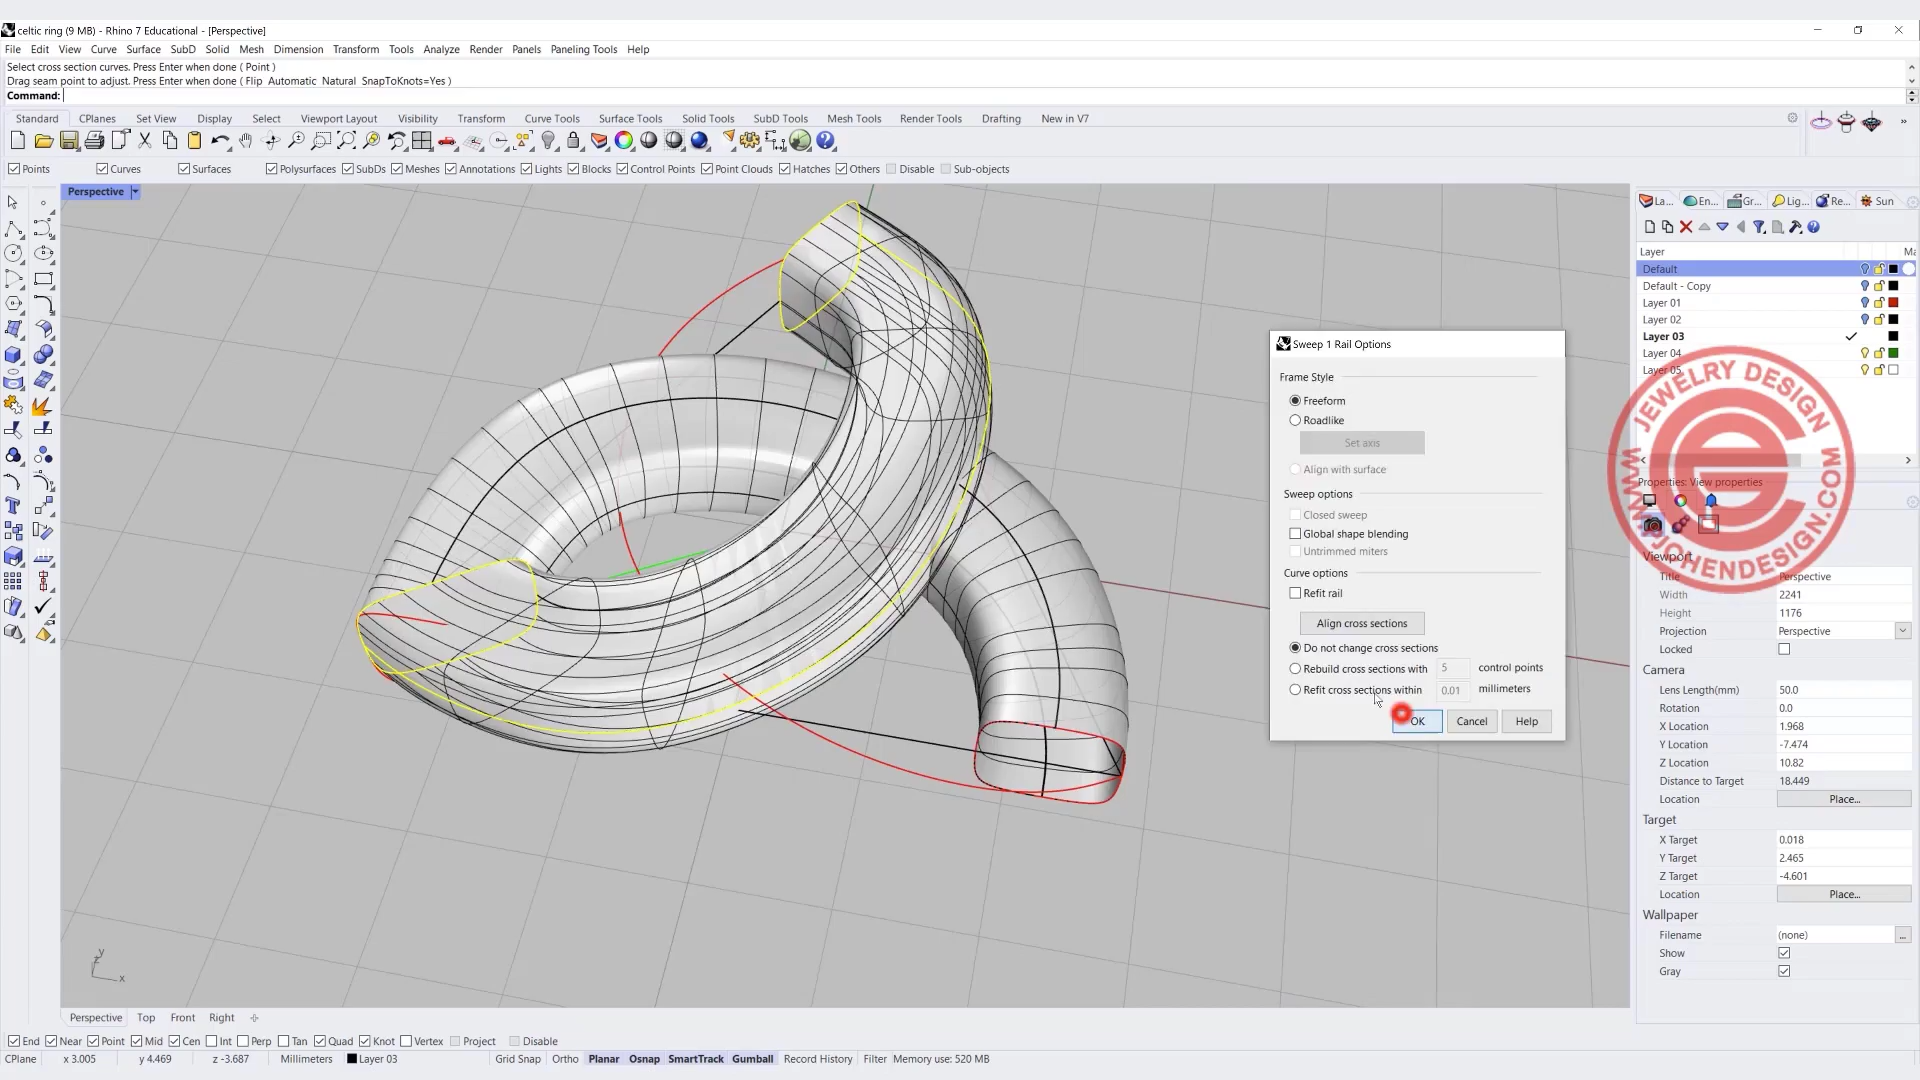 celtic ring (9 MB) - Rhino 7 Educational - [Perspective]
File Edit View Curve Surface SubD Solid Mesh Dimension Transform Tools Analyze Render Panels Paneling Tools Help
Select cross section curves. Press Enter when done ( Point )
Drag seam point to adjust. Press Enter when done ( Flip Automatic Natural SnapToKnots=Yes )
Command:
Standard CPlanes Set View Display Select Viewport Layout Visibility Transform Curve Tools Surface Tools Solid Tools SubD Tools Mesh Tools Render Tools Drafting New in V7
Points Curves Surfaces Polysurfaces SubDs Meshes Annotations Lights Blocks Control Points Point Clouds Hatches Others Disable Sub-objects
Perspective
La... En... Gr... Lig... Re... Sun
Layer Ma
Default
Default - Copy
Layer 01
Layer 02
Layer 03
Layer 04
Layer 05
Sweep 1 Rail Options
Frame Style
Freeform
Roadlike
Set axis
Align with surface
Sweep options
Closed sweep
Global shape blending
Untrimmed miters
Curve options
Refit rail
Align cross sections
Do not change cross sections
Rebuild cross sections with 5 control points
Refit cross sections within 0.01 millimeters
OK Cancel Help
JEWELRY DESIGN
WWW.JCHENDESIGN.COM
Properties: View properties
Viewport
Title Perspective
Width 2241
Height 1176
Projection Perspective
Locked
Camera
Lens Length(mm) 50.0
Rotation 0.0
X Location 1.968
Y Location -7.474
Z Location 10.82
Distance to Target 18.449
Location Place...
Target
X Target 0.018
Y Target 2.465
Z Target -4.601
Location Place...
Wallpaper
Filename (none) ...
Show
Gray
y
z
x
Perspective Top Front Right
End Near Point Mid Cen Int Perp Tan Quad Knot Vertex Project Disable
CPlane x 3.005 y 4.469 z -3.687 Millimeters Layer 03 Grid Snap Ortho Planar Osnap SmartTrack Gumball Record History Filter Memory use: 520 MB